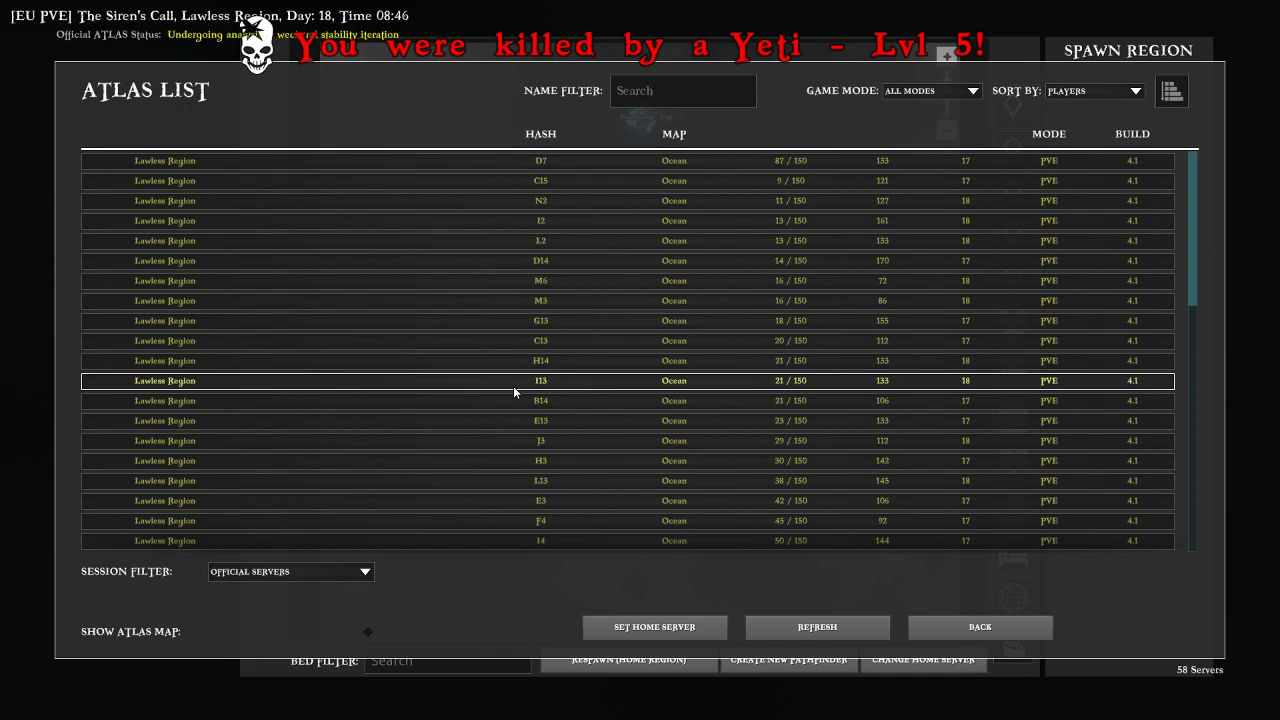 [EU PVE] The Siren's Call, Lawless Region, Day: 18, Time 08:46
Official ATLAS Status: Undergoing stability iteration
You were killed by a Yeti - Lvl 5!
SPAWN REGION
ATLAS LIST
NAME FILTER: Search GAME MODE: ALL MODES SORT BY: PLAYERS
HASH MAP MODE BUILD
Lawless Region D7 Ocean 87 / 150 133 17 PVE 4.1
Lawless Region C15 Ocean 9 / 150 121 17 PVE 4.1
Lawless Region N2 Ocean 11 / 150 127 18 PVE 4.1
Lawless Region I2 Ocean 13 / 150 161 18 PVE 4.1
Lawless Region L2 Ocean 13 / 150 133 18 PVE 4.1
Lawless Region D14 Ocean 14 / 150 170 17 PVE 4.1
Lawless Region M6 Ocean 16 / 150 72 18 PVE 4.1
Lawless Region M3 Ocean 16 / 150 86 18 PVE 4.1
Lawless Region G13 Ocean 18 / 150 155 17 PVE 4.1
Lawless Region C13 Ocean 20 / 150 112 17 PVE 4.1
Lawless Region H14 Ocean 21 / 150 133 18 PVE 4.1
Lawless Region I13 Ocean 21 / 150 133 18 PVE 4.1
Lawless Region B14 Ocean 21 / 150 106 17 PVE 4.1
Lawless Region E13 Ocean 23 / 150 133 17 PVE 4.1
Lawless Region J3 Ocean 29 / 150 112 18 PVE 4.1
Lawless Region H3 Ocean 30 / 150 142 17 PVE 4.1
Lawless Region L13 Ocean 38 / 150 145 18 PVE 4.1
Lawless Region E3 Ocean 42 / 150 106 17 PVE 4.1
Lawless Region F4 Ocean 45 / 150 92 17 PVE 4.1
Lawless Region I4 Ocean 50 / 150 144 17 PVE 4.1
SESSION FILTER: OFFICIAL SERVERS
SHOW ATLAS MAP: SET HOME SERVER REFRESH BACK
BED FILTER: Search RESPAWN (HOME REGION) CREATE NEW PATHFINDER CHANGE HOME SERVER
58 Servers